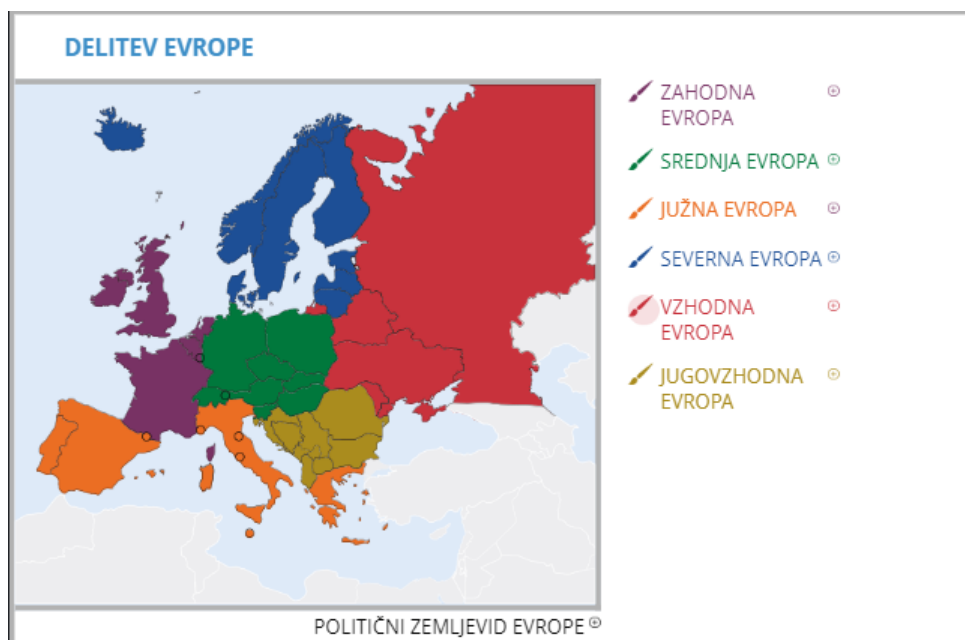 DELITEV EVROPE
ZAHODNA
EVROPA
SREDNJA EVROPA
JUŽNA EVROPA
SEVERNA EVROPA
VZHODNA
EVROPA
JUGOVZHODNA
EVROPA
POLITIČNI ZEMLJEVID EVROPE